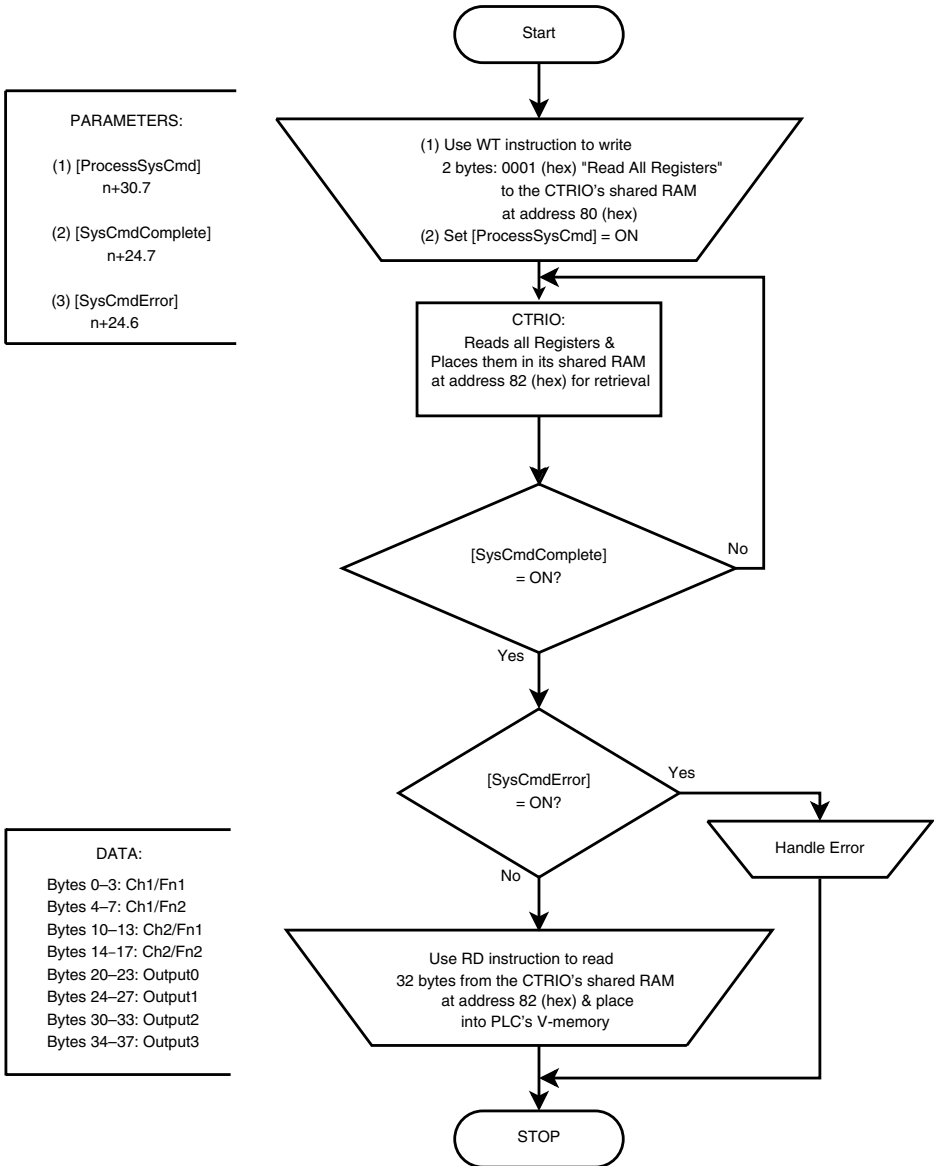 Start
PARAMETERS:
(1) [ProcessSysCmd]
n+30.7
(2) [SysCmdComplete]
n+24.7
(3) [SysCmdError]
n+24.6
(1) Use WT instruction to write
2 bytes: 0001 (hex) "Read All Registers"
to the CTRIO's shared RAM
at address 80 (hex)
(2) Set [ProcessSysCmd] = ON
CTRIO:
Reads all Registers &
Places them in its shared RAM
at address 82 (hex) for retrieval
[SysCmdComplete]
= ON?
No
Yes
[SysCmdError]
= ON?
Yes
Handle Error
No
DATA:
Bytes 0–3: Ch1/Fn1
Bytes 4–7: Ch1/Fn2
Bytes 10–13: Ch2/Fn1
Bytes 14–17: Ch2/Fn2
Bytes 20–23: Output0
Bytes 24–27: Output1
Bytes 30–33: Output2
Bytes 34–37: Output3
Use RD instruction to read
32 bytes from the CTRIO's shared RAM
at address 82 (hex) & place
into PLC's V-memory
STOP